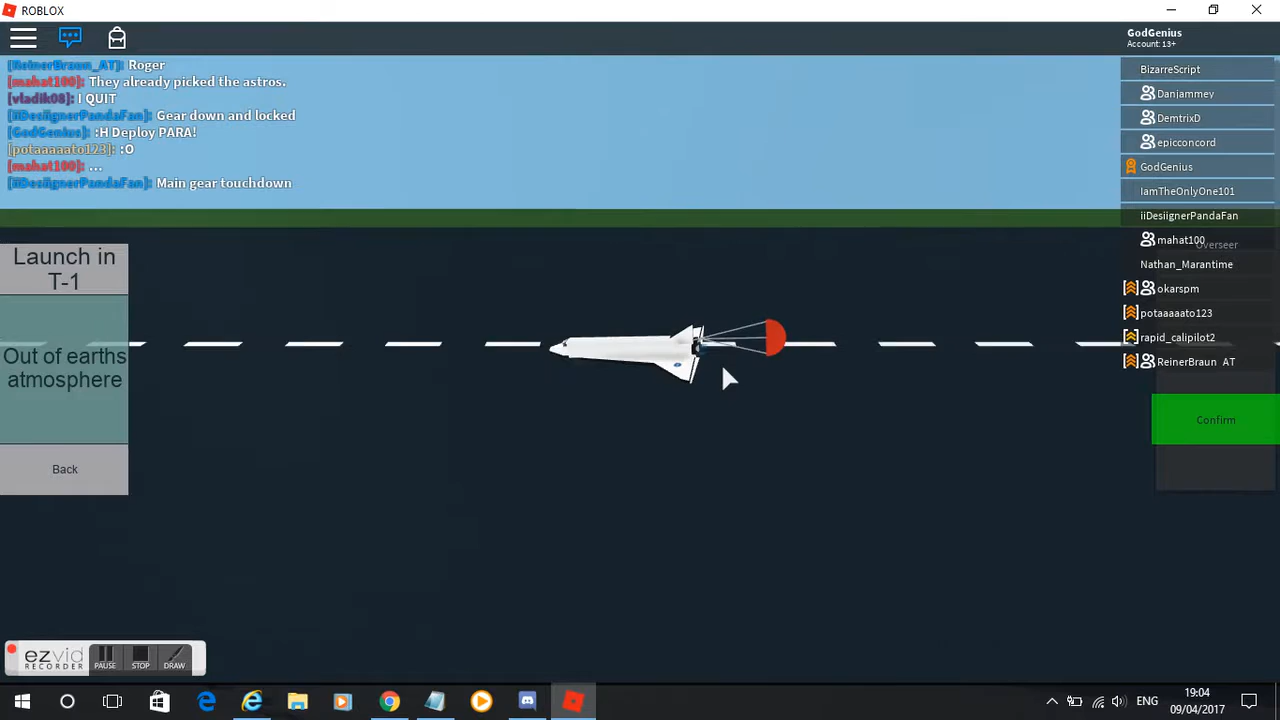 ROBLOX
GodGenius
Account: 13+
[ReinerBraun_AT]: Roger
[mahat100]: They already picked the astros.
[vladik08]: I QUIT
[iiDesiignerPandaFan]: Gear down and locked
[GodGenius]: :H Deploy PARA!
[potaaaaato123]: :O
[mahat100]: ...
[iiDesiignerPandaFan]: Main gear touchdown
BizarreScript
Danjammey
DemtrixD
epicconcord
GodGenius
IamTheOnlyOne101
iiDesiignerPandaFan
mahat100
Overseer
Nathan_Marantime
okarspm
potaaaaato123
rapid_calipilot2
ReinerBraun_AT
Launch in
T-1
Out of earths
atmosphere
Back
Confirm
ezvid
RECORDER
PAUSE
STOP
DRAW
ENG
19:04
09/04/2017